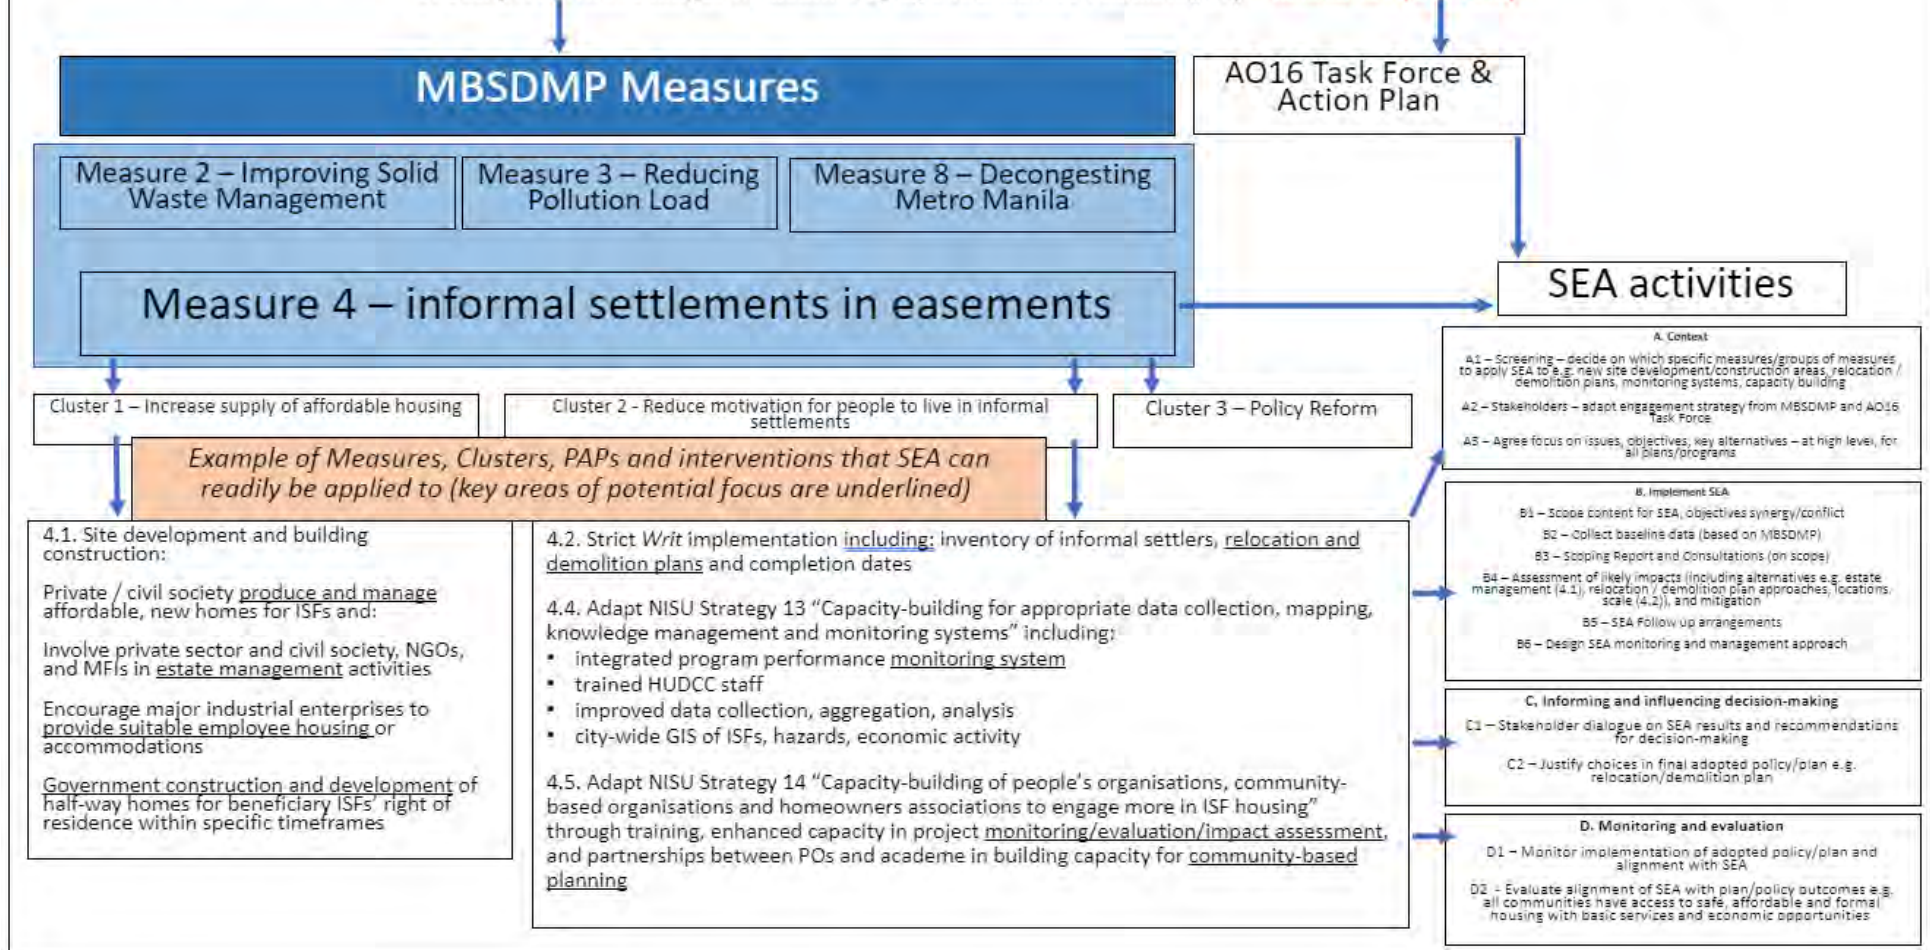 MBSDMP Measures
AO16 Task Force &
Action Plan
Measure 2 – Improving Solid
Waste Management
Measure 3 – Reducing
Pollution Load
Measure 8 – Decongesting
Metro Manila
Measure 4 – informal settlements in easements
SEA activities
Cluster 1 – Increase supply of affordable housing
Cluster 2 - Reduce motivation for people to live in informal
settlements
Cluster 3 – Policy Reform
Example of Measures, Clusters, PAPs and interventions that SEA can
readily be applied to (key areas of potential focus are underlined)
4.1. Site development and building
construction:
Private / civil society produce and manage
affordable, new homes for ISFs and:
Involve private sector and civil society, NGOs,
and MFIs in estate management activities
Encourage major industrial enterprises to
provide suitable employee housing or
accommodations
Government construction and development of
half-way homes for beneficiary ISFs' right of
residence within specific timeframes
4.2. Strict Writ implementation including: inventory of informal settlers, relocation and
demolition plans and completion dates
4.4. Adapt NISU Strategy 13 “Capacity-building for appropriate data collection, mapping,
knowledge management and monitoring systems” including:
• integrated program performance monitoring system
• trained HUDCC staff
• improved data collection, aggregation, analysis
• city-wide GIS of ISFs, hazards, economic activity
4.5. Adapt NISU Strategy 14 “Capacity-building of people’s organisations, community-
based organisations and homeowners associations to engage more in ISF housing”
through training, enhanced capacity in project monitoring/evaluation/impact assessment,
and partnerships between POs and academe in building capacity for community-based
planning
A. Context
A1 – Screening – decide on which specific measures/groups of measures
to apply SEA to e.g. new site development/construction areas, relocation /
demolition plans, monitoring systems, capacity building
A2 – Stakeholders – adapt engagement strategy from MBSDMP and AO16
Task Force
A3 – Agree focus on issues, objectives, key alternatives – at high level, for
all plans/programs
B. Implement SEA
B1 – Scope content for SEA, objectives synergy/conflict
B2 – Collect baseline data (based on MBSDMP)
B3 – Scoping Report and Consultations (on scope)
B4 – Assessment of likely impacts (including alternatives e.g. estate
management (4.1), relocation / demolition plan approaches, locations,
scale (4.2)), and mitigation
B5 – SEA Follow up arrangements
B6 – Design SEA monitoring and management approach
C. Informing and influencing decision-making
C1 – Stakeholder dialogue on SEA results and recommendations
for decision-making
C2 – Justify choices in final adopted policy/plan e.g.
relocation/demolition plan
D. Monitoring and evaluation
D1 – Monitor implementation of adopted policy/plan and
alignment with SEA
D2 - Evaluate alignment of SEA with plan/policy outcomes e.g.
all communities have access to safe, affordable and formal
housing with basic services and economic opportunities